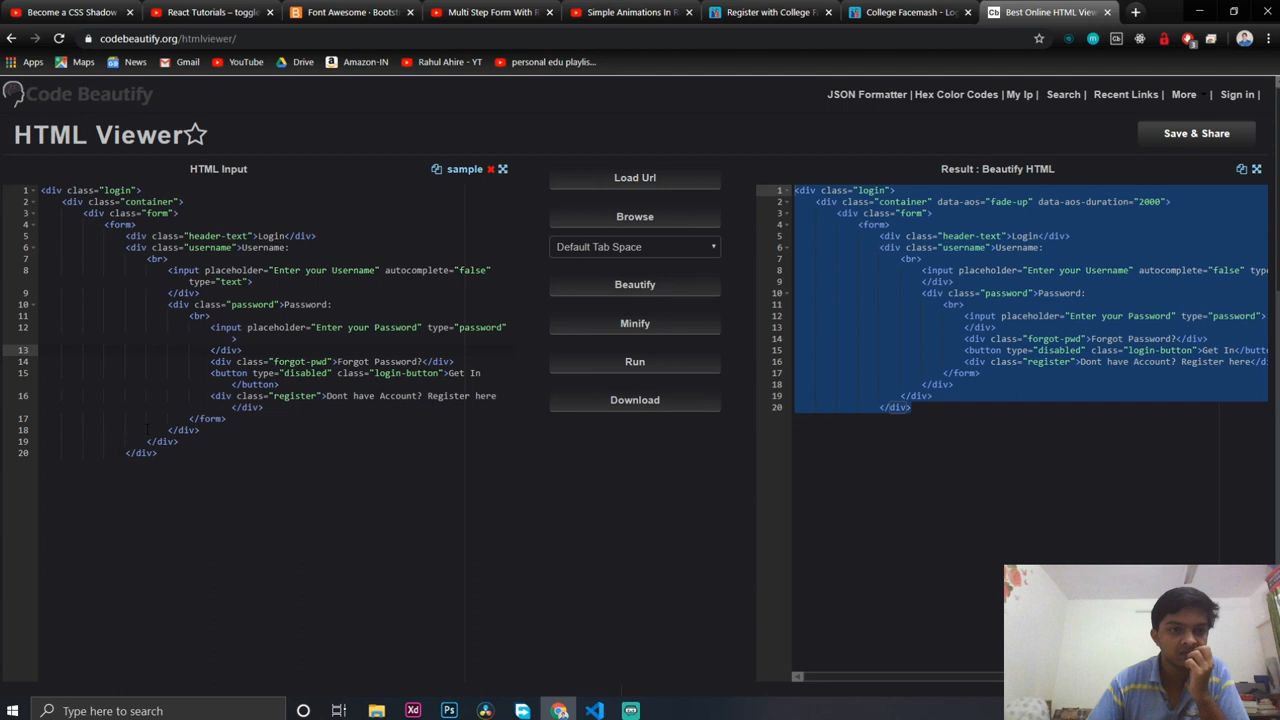 Become a CSS Shadow
React Tutorials – toggle
Font Awesome · Boots
Multi Step Form With R
Simple Animations In R
Register with College F
College Facemash - Lo
Cb Best Online HTML View
codebeautify.org/htmlviewer/
Apps Maps News Gmail YouTube Drive Amazon-IN Rahul Ahire - YT personal edu playlis...
Code Beautify
JSON Formatter | Hex Color Codes | My Ip | Search | Recent Links | More | Sign in |
HTML Viewer
Save & Share
HTML Input
sample
1 <div class="login">
2 <div class="container">
3 <div class="form">
4 <form>
5 <div class="header-text">Login</div>
6 <div class="username">Username:
7 <br>
8 <input placeholder="Enter your Username" autocomplete="false"
type="text">
9 </div>
10 <div class="password">Password:
11 <br>
12 <input placeholder="Enter your Password" type="password"
>
13 </div>
14 <div class="forgot-pwd">Forgot Password?</div>
15 <button type="disabled" class="login-button">Get In
</button>
16 <div class="register">Dont have Account? Register here
</div>
17 </form>
18 </div>
19 </div>
20 </div>
Load Url
Browse
Default Tab Space
Beautify
Minify
Run
Download
Result : Beautify HTML
1 <div class="login">
2 <div class="container" data-aos="fade-up" data-aos-duration="2000">
3 <div class="form">
4 <form>
5 <div class="header-text">Login</div>
6 <div class="username">Username:
7 <br>
8 <input placeholder="Enter your Username" autocomplete="false" type="text"
9 </div>
10 <div class="password">Password:
11 <br>
12 <input placeholder="Enter your Password" type="password">
13 </div>
14 <div class="forgot-pwd">Forgot Password?</div>
15 <button type="disabled" class="login-button">Get In</butt
16 <div class="register">Dont have Account? Register here</d
17 </form>
18 </div>
19 </div>
20 </div>
Type here to search
Xd
Ps